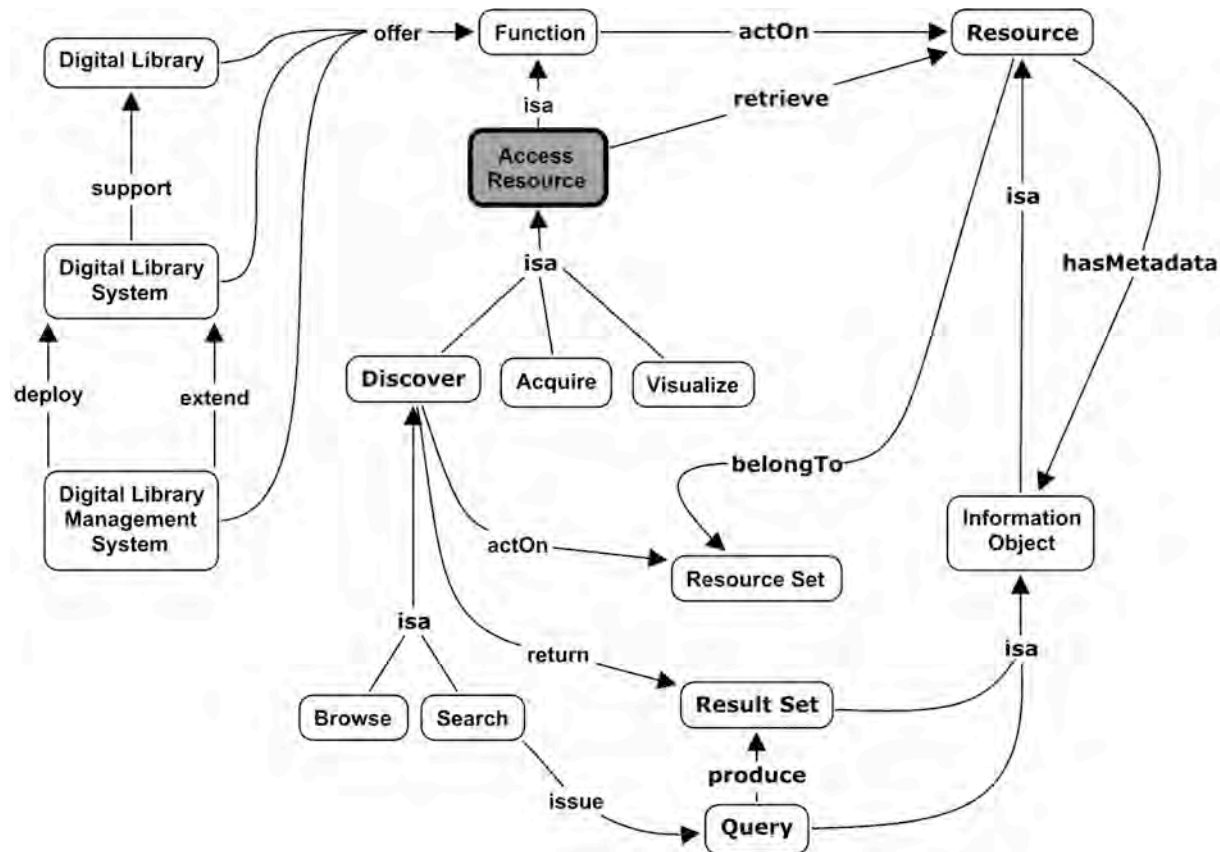 offer
Function
actOn
Resource
Digital Library
retrieve
isa
Access
Resource
support
isa
isa
hasMetadata
Digital Library
System
Discover
Acquire
Visualize
deploy
extend
belongTo
Digital Library
Management
System
Information
Object
actOn
Resource Set
isa
return
isa
Browse
Search
Result Set
produce
issue
Query